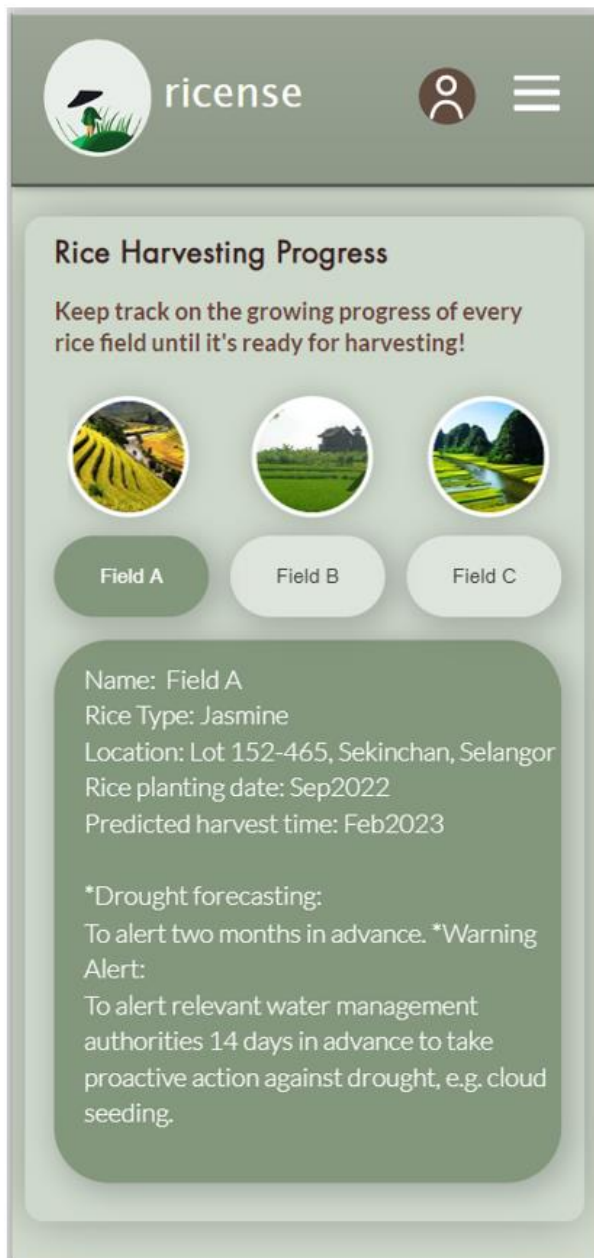 ricense
Rice Harvesting Progress
Keep track on the growing progress of every
rice field until it's ready for harvesting!
Field A
Field B
Field C
Name:  Field A
Rice Type: Jasmine
Location: Lot 152-465, Sekinchan, Selangor
Rice planting date: Sep2022
Predicted harvest time: Feb2023
*Drought forecasting:
To alert two months in advance. *Warning
Alert:
To alert relevant water management
authorities 14 days in advance to take
proactive action against drought, e.g. cloud
seeding.